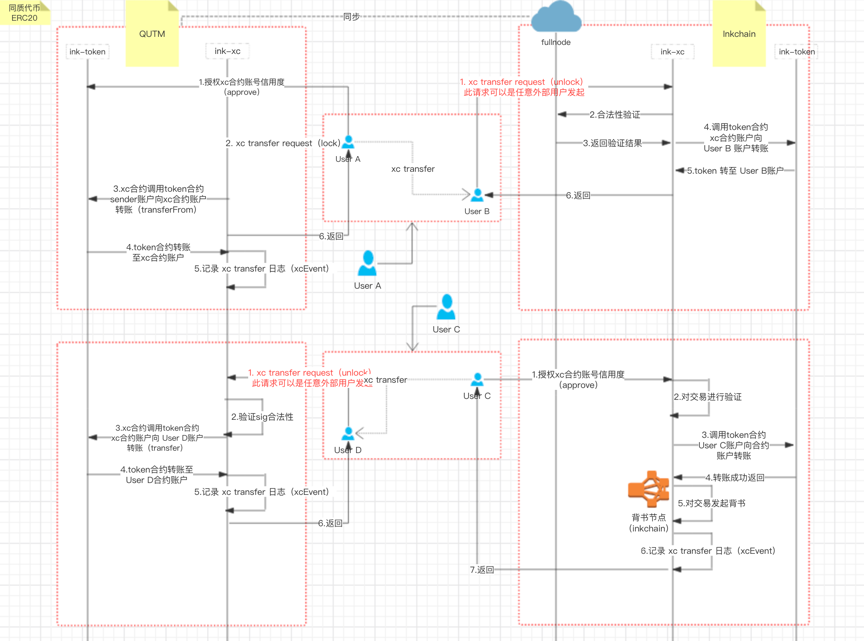 同质代币
ERC20
QUTM
同步
fullnode
Inkchain
ink-token
ink-xc
ink-xc
ink-token
1.授权xc合约账号信用度
(approve)
2. xc transfer request（lock）
User A
xc transfer
User B
3.xc合约调用token合约
sender账户向xc合约账户
转账（transferFrom）
6.返回
4.token合约转账
至xc合约账户
5.记录 xc transfer 日志（xcEvent）
User A
1. xc transfer request（unlock）
此请求可以是任意外部用户发起
2.合法性验证
3.返回验证结果
4.调用token合约
xc合约账户向
User B 账户转账
5.token 转至 User B账户
6.返回
User C
1. xc transfer request（unlock）
此请求可以是任意外部用户发起
xc transfer
User C
User D
2.验证sig合法性
3.xc合约调用token合约
xc合约账户向 User D账户
转账（transfer）
4.token合约转账至
User D合约账户
5.记录 xc transfer 日志（xcEvent）
6.返回
1.授权xc合约账号信用度
(approve)
2.对交易进行验证
3.调用token合约
User C账户向合约
账户转账
4.转账成功返回
5.对交易发起背书
背书节点
(inkchain)
6.记录 xc transfer 日志（xcEvent）
7.返回